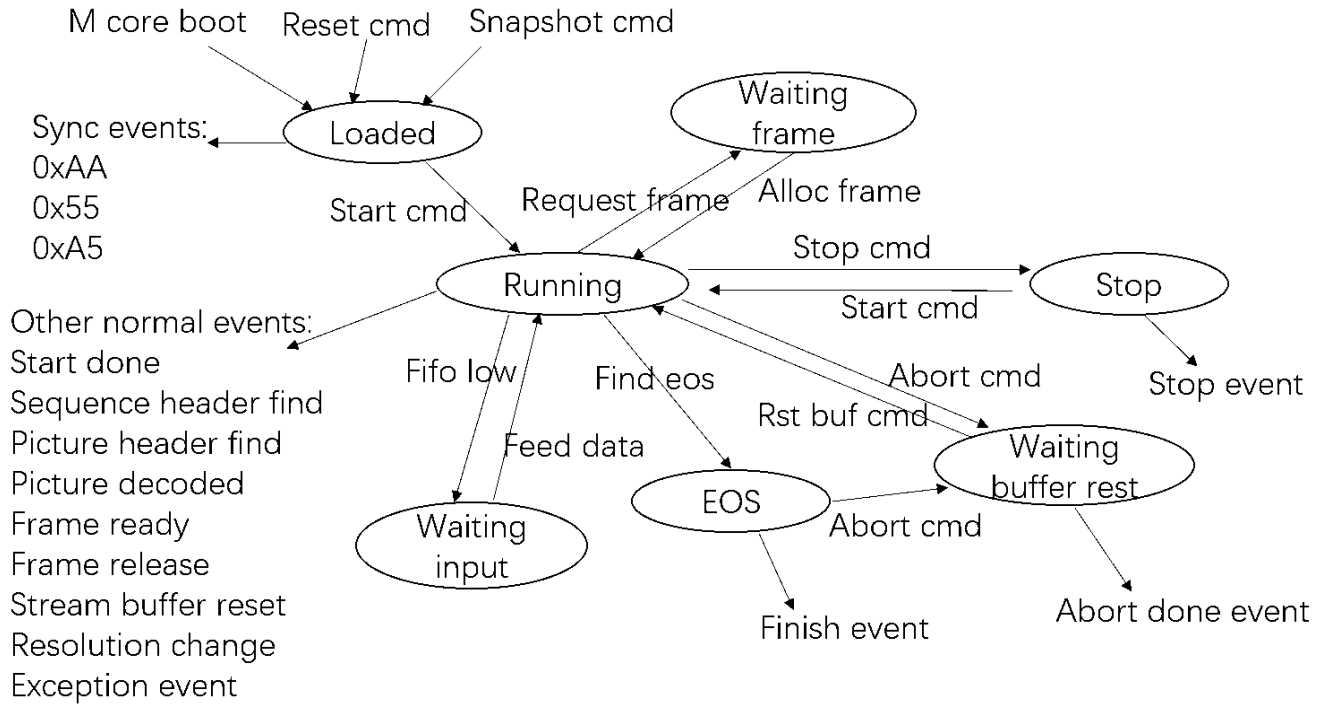 M core boot
Reset cmd
Snapshot cmd
Loaded
Waiting
frame
Sync events:
0xAA
0x55
0xA5
Start cmd
Request frame
Alloc frame
Running
Stop cmd
Start cmd
Stop
Stop event
Other normal events:
Start done
Sequence header find
Picture header find
Picture decoded
Frame ready
Frame release
Stream buffer reset
Resolution change
Exception event
Fifo low
Feed data
Find eos
Abort cmd
Rst buf cmd
Waiting
input
EOS
Abort cmd
Waiting
buffer rest
Finish event
Abort done event